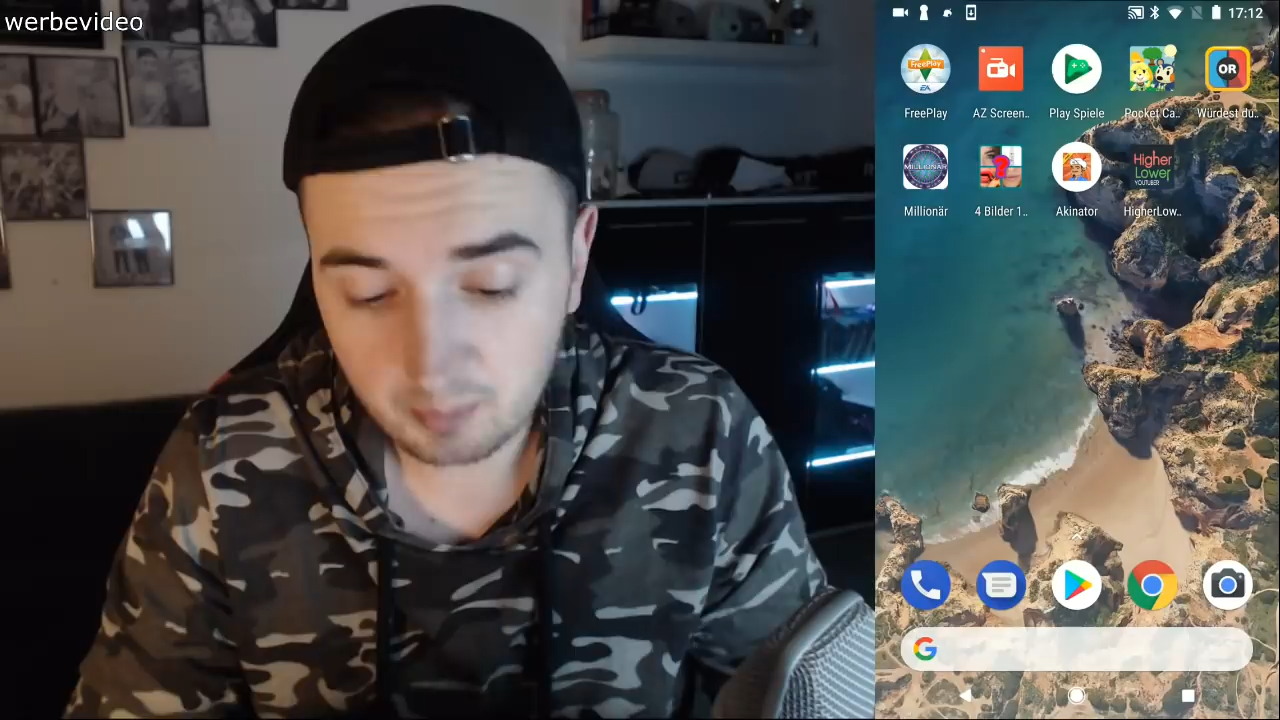 werbevideo
17:12
FreePlay
EA
FreePlay
AZ Screen..
Play Spiele
Pocket Ca..
OR
Würdest du..
MILLIONÄR
Millionär
?
4 Bilder 1..
Akinator
Higher
Lower
YOUTUBER
HigherLow..
G